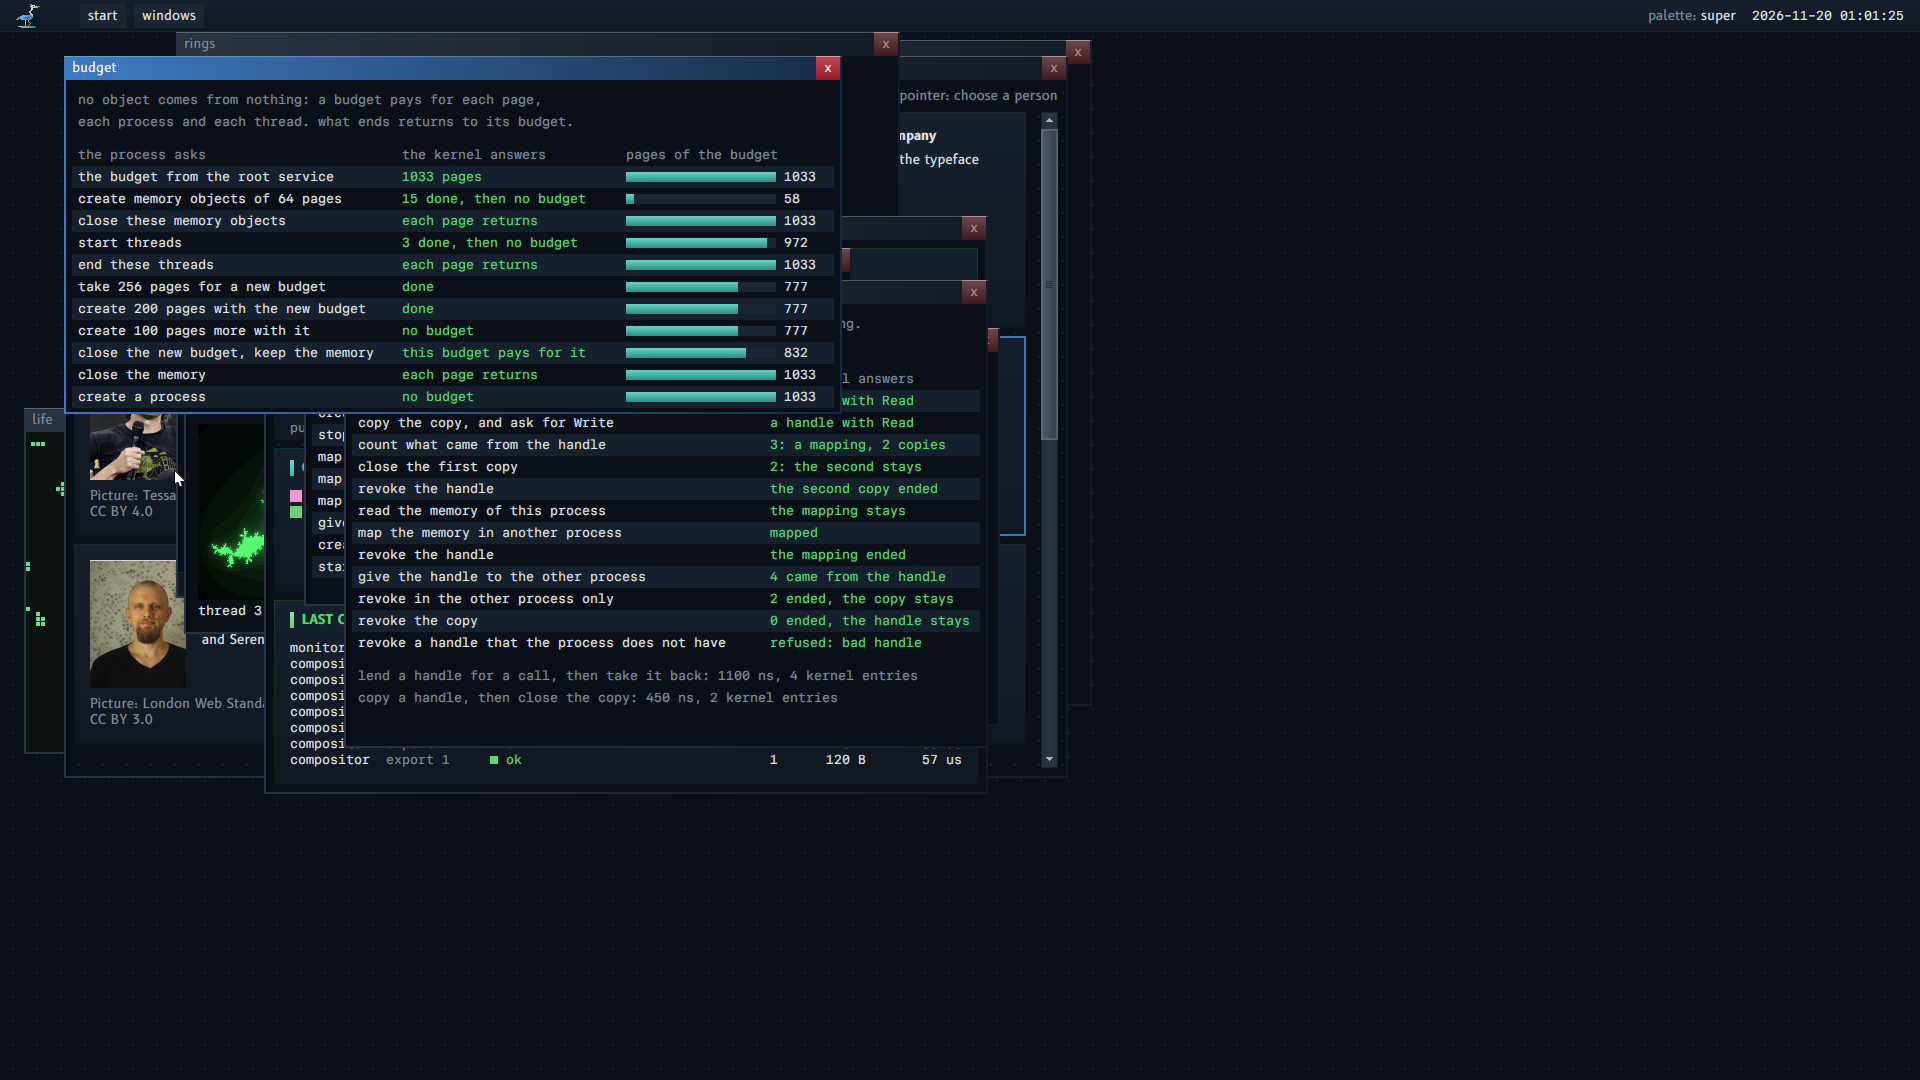 start windows palette: super 2026-11-20 01:01:25
rings x
x
budget x
x
no object comes from nothing: a budget pays for each page,
each process and each thread. what ends returns to its budget.
pointer: choose a person
the process asks the kernel answers pages of the budget
the typeface
the budget from the root service 1033 pages 1033
create memory objects of 64 pages 15 done, then no budget 58
close these memory objects each page returns 1033
start threads 3 done, then no budget 972
end these threads each page returns 1033
take 256 pages for a new budget done 777
create 200 pages with the new budget done 777
create 100 pages more with it no budget 777
close the new budget, keep the memory this budget pays for it 832
close the memory each page returns 1033
create a process no budget 1033
x
x
answers
with Read
copy the copy, and ask for Write a handle with Read
count what came from the handle 3: a mapping, 2 copies
close the first copy 2: the second stays
revoke the handle the second copy ended
read the memory of this process the mapping stays
map the memory in another process mapped
revoke the handle the mapping ended
give the handle to the other process 4 came from the handle
revoke in the other process only 2 ended, the copy stays
revoke the copy 0 ended, the handle stays
revoke a handle that the process does not have refused: bad handle
lend a handle for a call, then take it back: 1100 ns, 4 kernel entries
copy a handle, then close the copy: 450 ns, 2 kernel entries
life
Picture: Tessa
CC BY 4.0
map
map
map
thread 3
and Seren
Picture: London Web Standa
CC BY 3.0
LAST C
monitor
composi
composi
composi
composi
composi
composi
compositor export 1 ok 1 120 B 57 us